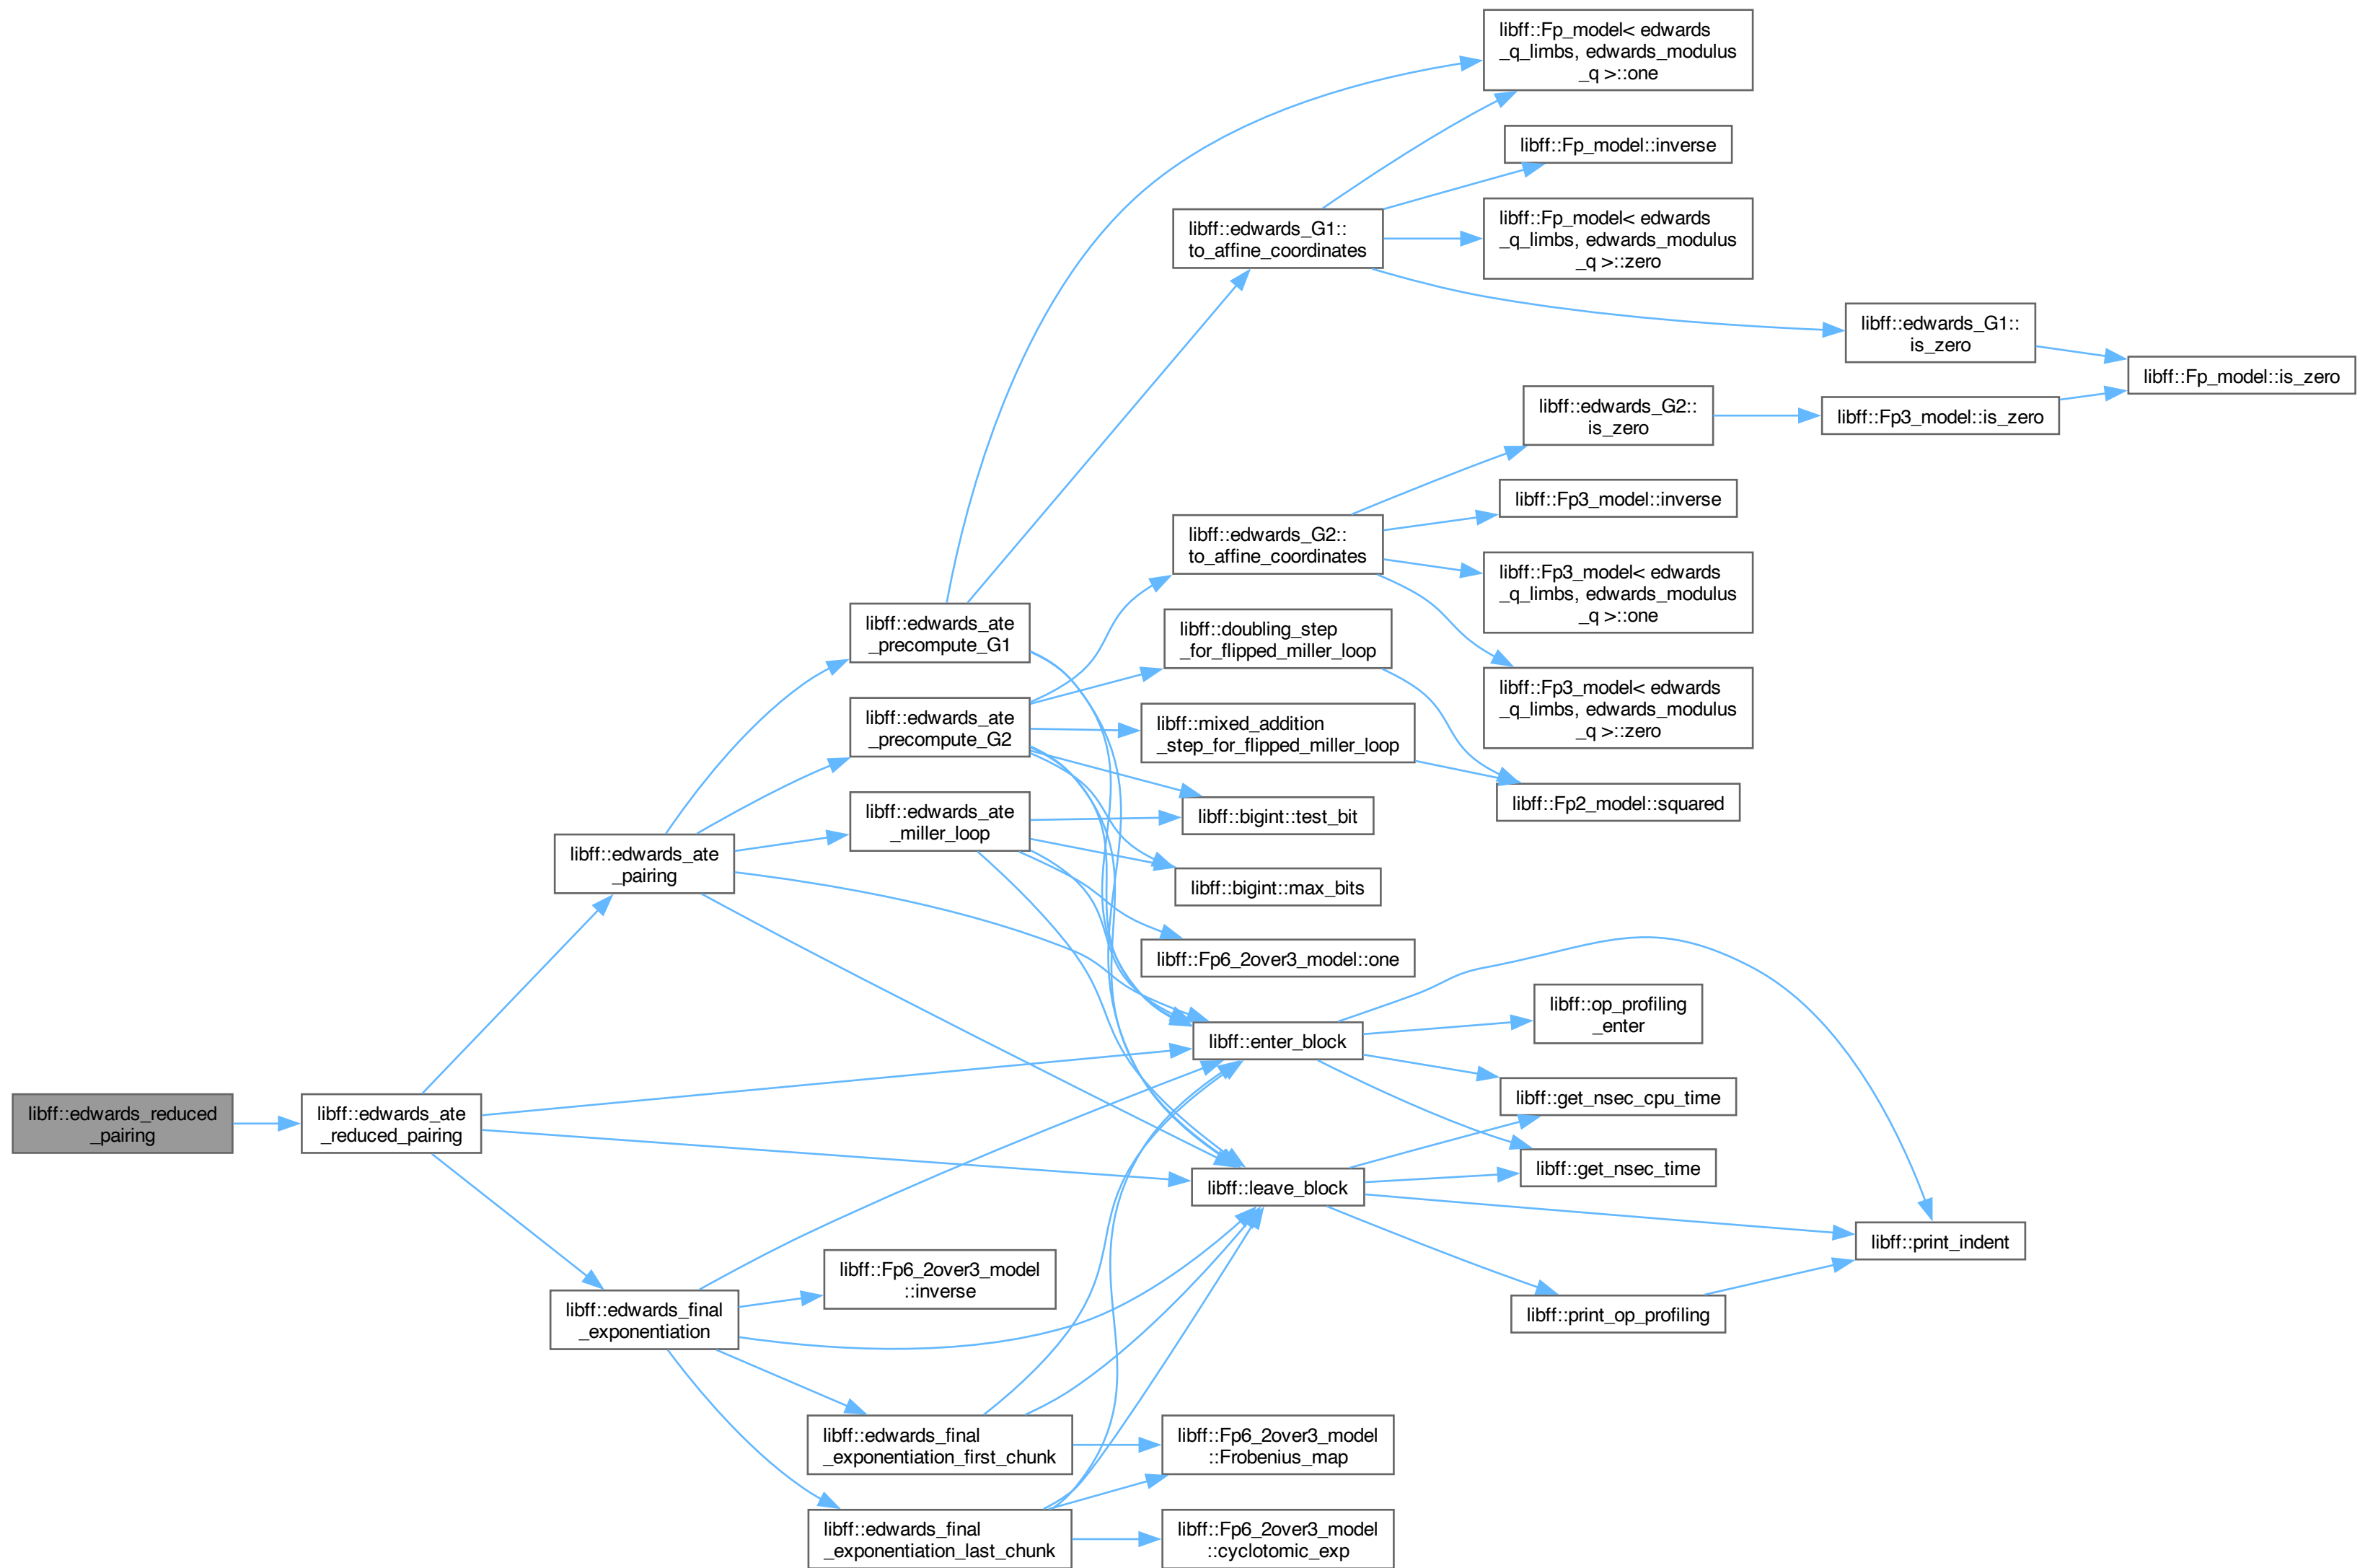 libff::edwards_reduced
_pairing
libff::edwards_ate
_reduced_pairing
libff::edwards_ate
_pairing
libff::edwards_final
_exponentiation
libff::edwards_ate
_precompute_G1
libff::edwards_ate
_precompute_G2
libff::edwards_ate
_miller_loop
libff::Fp6_2over3_model
::inverse
libff::edwards_final
_exponentiation_first_chunk
libff::edwards_final
_exponentiation_last_chunk
libff::edwards_G1::
to_affine_coordinates
libff::edwards_G2::
to_affine_coordinates
libff::doubling_step
_for_flipped_miller_loop
libff::mixed_addition
_step_for_flipped_miller_loop
libff::bigint::test_bit
libff::bigint::max_bits
libff::Fp6_2over3_model::one
libff::enter_block
libff::leave_block
libff::Fp6_2over3_model
::Frobenius_map
libff::Fp6_2over3_model
::cyclotomic_exp
libff::Fp_model< edwards
_q_limbs, edwards_modulus
_q >::one
libff::Fp_model::inverse
libff::Fp_model< edwards
_q_limbs, edwards_modulus
_q >::zero
libff::edwards_G2::
is_zero
libff::Fp3_model::inverse
libff::Fp3_model< edwards
_q_limbs, edwards_modulus
_q >::one
libff::Fp3_model< edwards
_q_limbs, edwards_modulus
_q >::zero
libff::Fp2_model::squared
libff::op_profiling
_enter
libff::get_nsec_cpu_time
libff::get_nsec_time
libff::print_op_profiling
libff::edwards_G1::
is_zero
libff::Fp3_model::is_zero
libff::print_indent
libff::Fp_model::is_zero